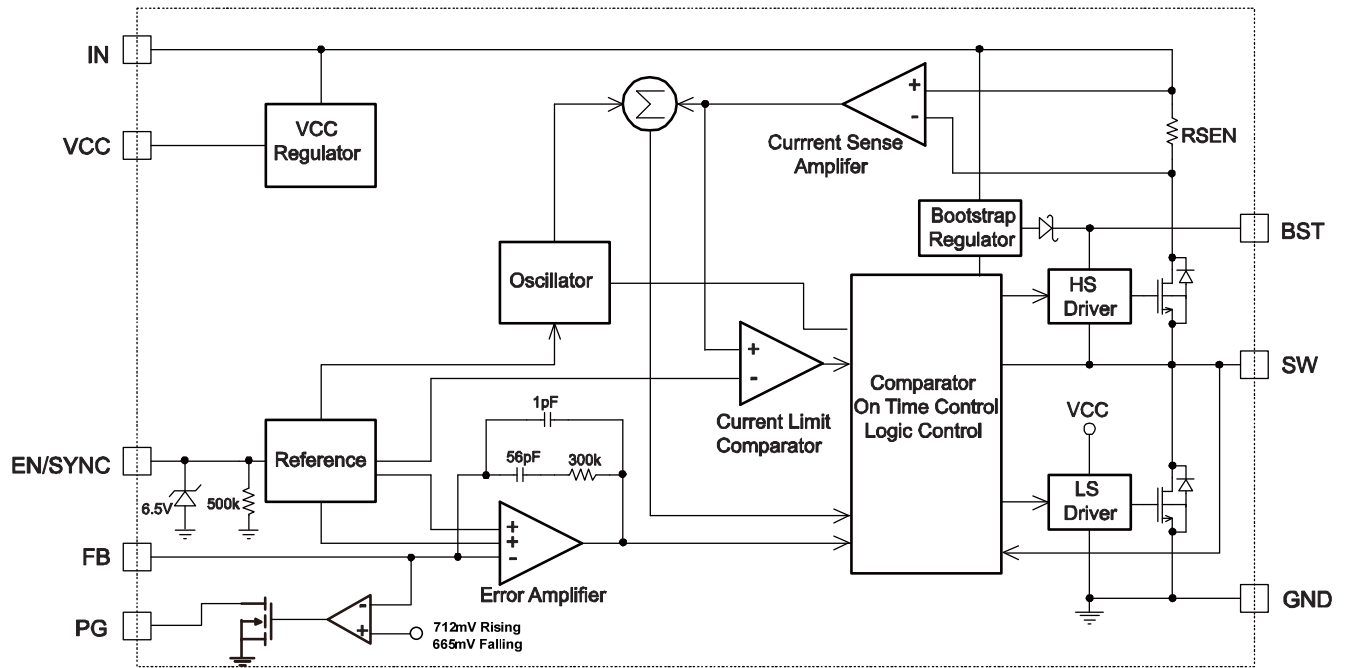 IN
VCC
VCC
Regulator
Σ
+
-
Currrent Sense
Amplifer
RSEN
Bootstrap
Regulator
BST
Oscillator
HS
Driver
+
-
Current Limit
Comparator
Comparator
On Time Control
Logic Control
SW
VCC
1pF
56pF
300k
EN/SYNC
Reference
6.5V
500k
LS
Driver
FB
+
+
-
Error Amplifier
GND
PG
-
+
712mV Rising
665mV Falling